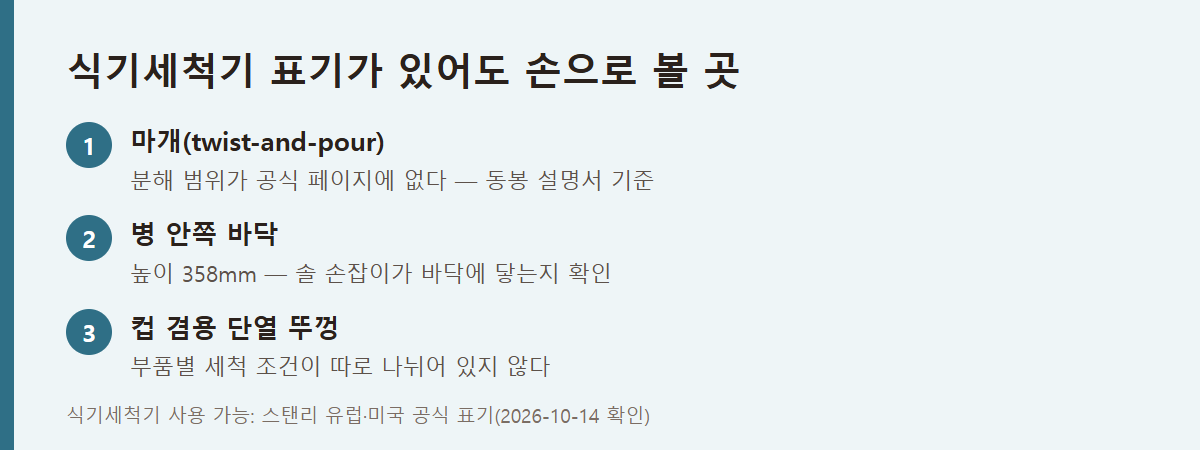 식기세척기 표기가 있어도 손으로 볼 곳
1 마개(twist-and-pour)
분해 범위가 공식 페이지에 없다 — 동봉 설명서 기준
2 병 안쪽 바닥
높이 358mm — 솔 손잡이가 바닥에 닿는지 확인
3 컵 겸용 단열 뚜껑
부품별 세척 조건이 따로 나뉘어 있지 않다
식기세척기 사용 가능: 스탠리 유럽·미국 공식 표기(2026-10-14 확인)